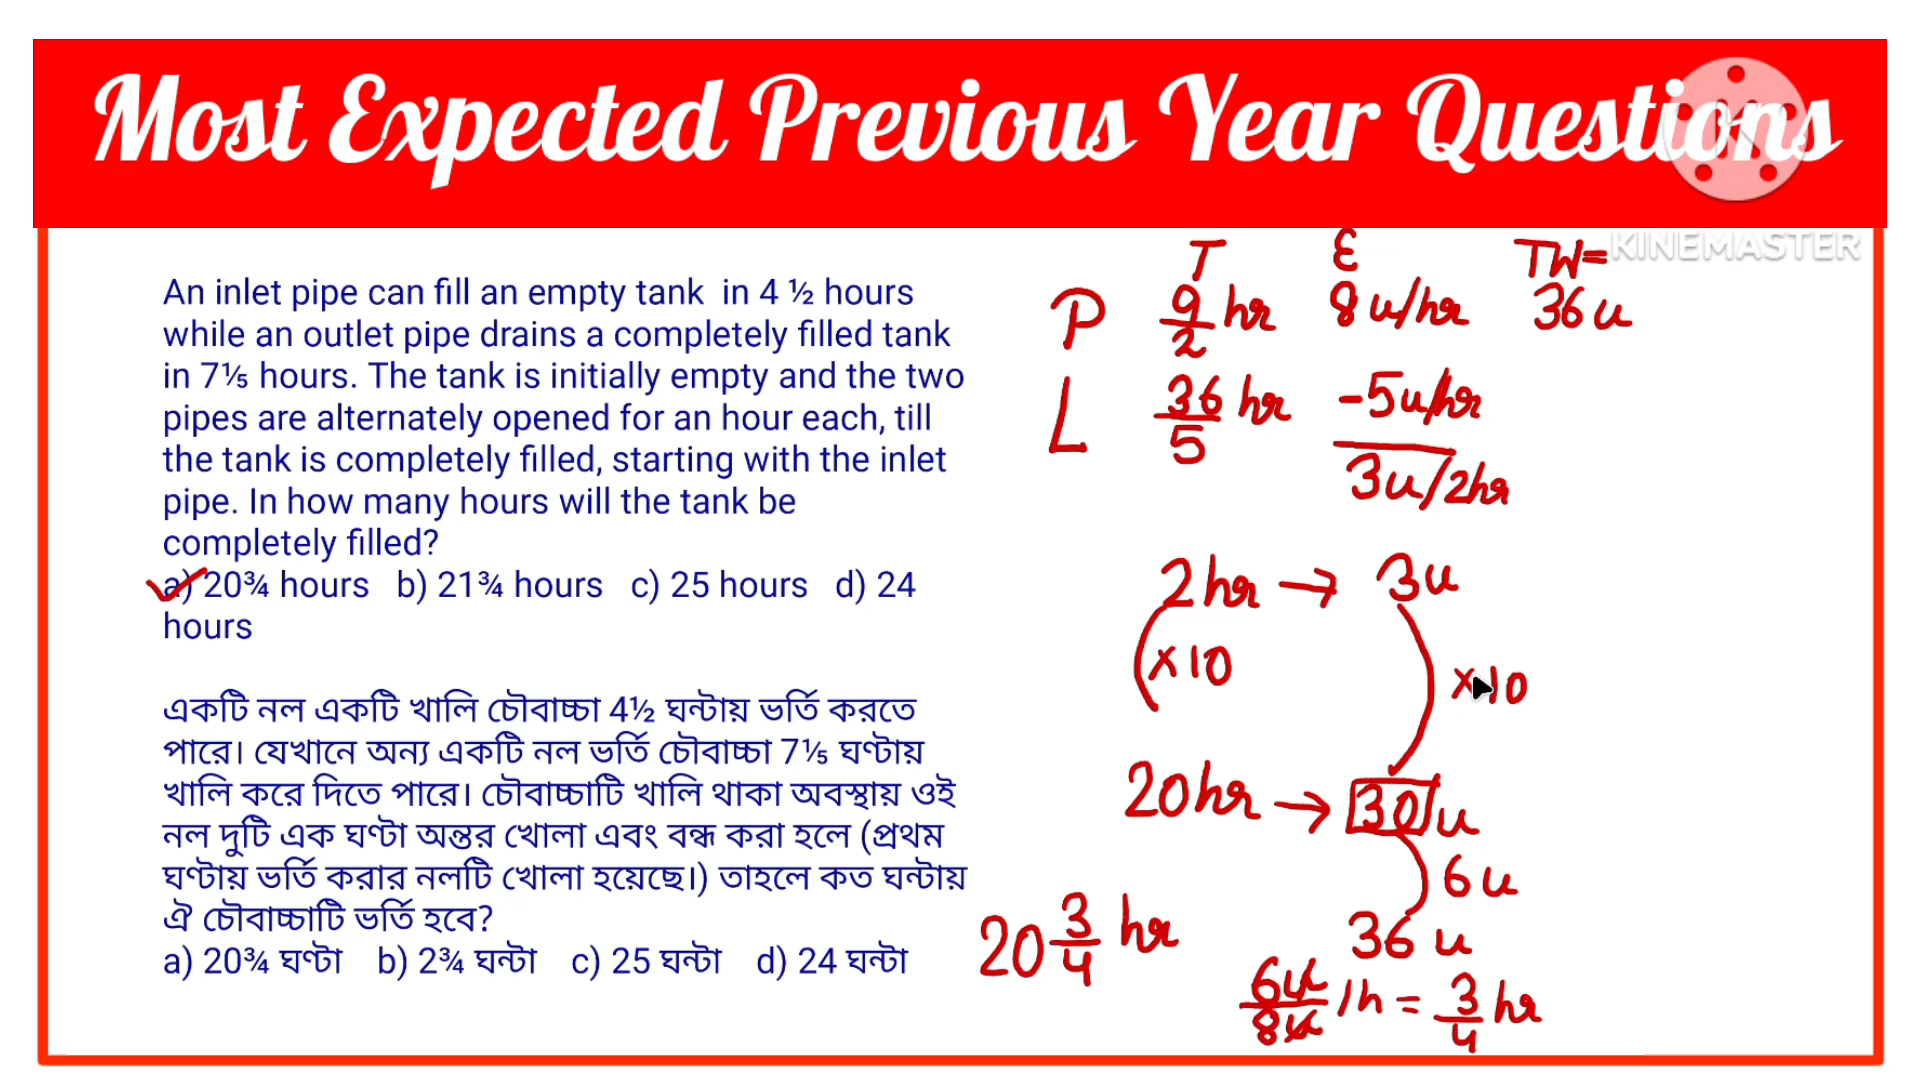 Most Expected Previous Year Questions
KINEMASTER
An inlet pipe can fill an empty tank in 4 ½ hours
while an outlet pipe drains a completely filled tank
in 7⅕ hours. The tank is initially empty and the two
pipes are alternately opened for an hour each, till
the tank is completely filled, starting with the inlet
pipe. In how many hours will the tank be
completely filled?
a) 20¾ hours b) 21¾ hours c) 25 hours d) 24
hours
একটি নল একটি খালি চৌবাচ্চা 4½ ঘন্টায় ভর্তি করতে
পারে। যেখানে অন্য একটি নল ভর্তি চৌবাচ্চা 7⅕ ঘণ্টায়
খালি করে দিতে পারে। চৌবাচ্চাটি খালি থাকা অবস্থায় ওই
নল দুটি এক ঘণ্টা অন্তর খোলা এবং বন্ধ করা হলে (প্রথম
ঘণ্টায় ভর্তি করার নলটি খোলা হয়েছে।) তাহলে কত ঘন্টায়
ঐ চৌবাচ্চাটি ভর্তি হবে?
a) 20¾ ঘণ্টা b) 2¾ ঘন্টা c) 25 ঘন্টা d) 24 ঘন্টা
T E TW=
P 9/2 hr 8u/hr 36u
L 36/5 hr -5u/hr
3u/2hr
2hr → 3u
×10 ×10
20hr → 30u
6u
36u
20 3/4 hr
6u/8u /h = 3/4 hr